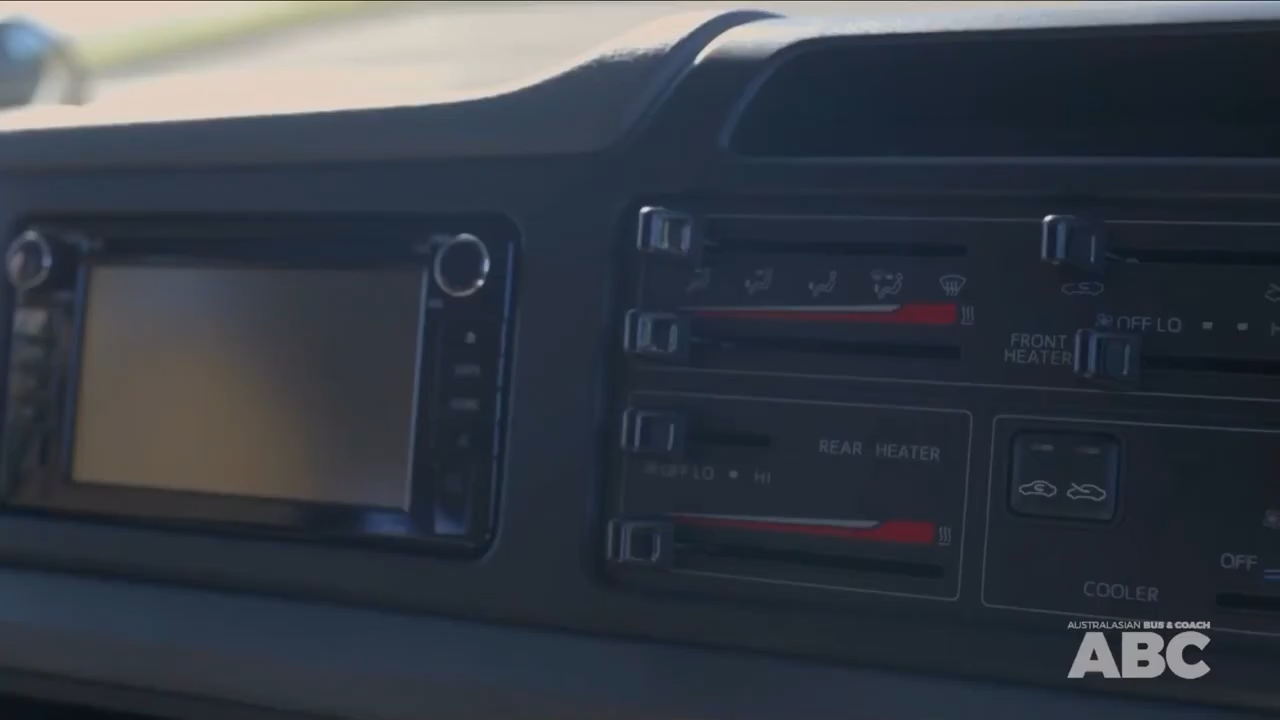 OFF LO
FRONT
HEATER
REAR HEATER
OFF LO HI
OFF
COOLER
AUSTRALASIAN BUS & COACH
ABC